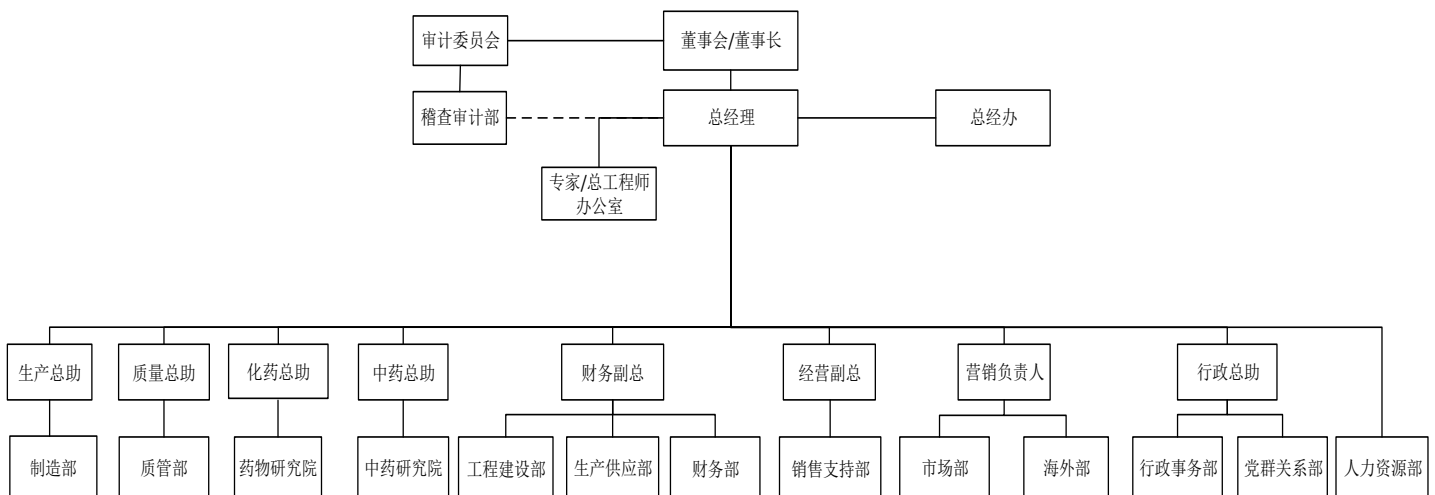 审计委员会
董事会/董事长
稽查审计部
总经理
总经办
专家/总工程师
办公室
生产总助
质量总助
化药总助
中药总助
财务副总
经营副总
营销负责人
行政总助
制造部
质管部
药物研究院
中药研究院
工程建设部
生产供应部
财务部
销售支持部
市场部
海外部
行政事务部
党群关系部
人力资源部